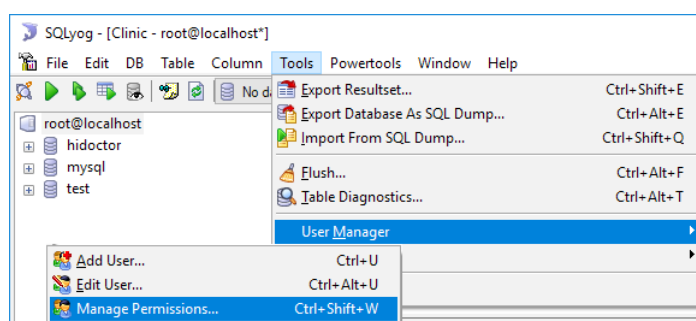 SQLyog - [Clinic - root@localhost*]
File Edit DB Table Column Tools Powertools Window Help
No d
root@localhost
hidoctor
mysql
test
Export Resultset... Ctrl+Shift+E
Export Database As SQL Dump... Ctrl+Alt+E
Import From SQL Dump... Ctrl+Shift+Q
Flush... Ctrl+Alt+F
Table Diagnostics... Ctrl+Alt+T
User Manager
Add User... Ctrl+U
Edit User... Ctrl+Alt+U
Manage Permissions... Ctrl+Shift+W